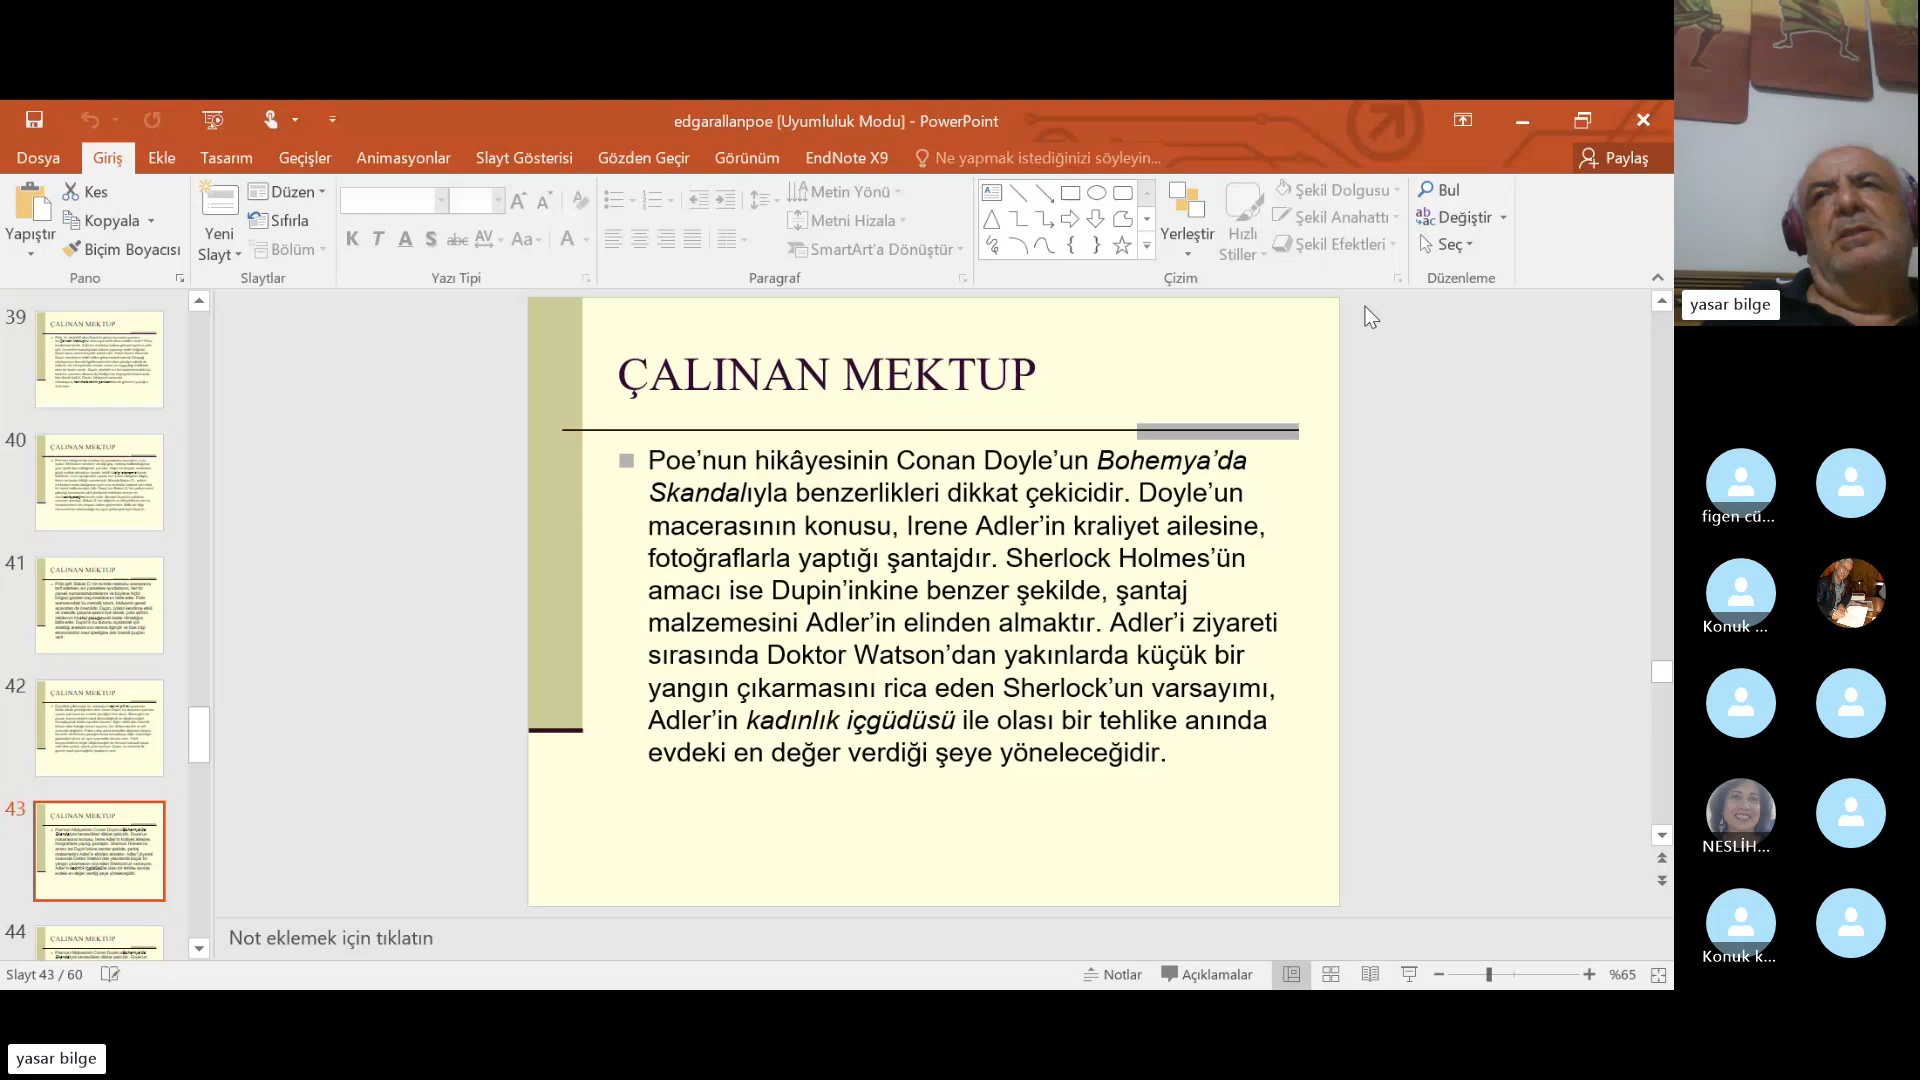 edgarallanpoe [Uyumluluk Modu] - PowerPoint
Dosya
Giriş
Ekle
Tasarım
Geçişler
Animasyonlar
Slayt Gösterisi
Gözden Geçir
Görünüm
EndNote X9
Ne yapmak istediğinizi söyleyin...
Paylaş
Yapıştır
Kes
Kopyala
Biçim Boyacısı
Pano
Yeni
Slayt
Düzen
Sıfırla
Bölüm
Slaytlar
K T A S abc AV Aa A
Yazı Tipi
Metin Yönü
Metni Hizala
SmartArt'a Dönüştür
Paragraf
Yerleştir
Hızlı
Stiller
Şekil Dolgusu
Şekil Anahattı
Şekil Efektleri
Çizim
Bul
Değiştir
Seç
Düzenleme
39
ÇALINAN MEKTUP
40
ÇALINAN MEKTUP
41
ÇALINAN MEKTUP
42
ÇALINAN MEKTUP
43
ÇALINAN MEKTUP
44
ÇALINAN MEKTUP
ÇALINAN MEKTUP
Poe’nun hikâyesinin Conan Doyle’un Bohemya’da
Skandalıyla benzerlikleri dikkat çekicidir. Doyle’un
macerasının konusu, Irene Adler’in kraliyet ailesine,
fotoğraflarla yaptığı şantajdır. Sherlock Holmes’ün
amacı ise Dupin’inkine benzer şekilde, şantaj
malzemesini Adler’in elinden almaktır. Adler’i ziyareti
sırasında Doktor Watson’dan yakınlarda küçük bir
yangın çıkarmasını rica eden Sherlock’un varsayımı,
Adler’in kadınlık içgüdüsü ile olası bir tehlike anında
evdeki en değer verdiği şeye yöneleceğidir.
Not eklemek için tıklatın
Slayt 43 / 60
Notlar
Açıklamalar
%65
yasar bilge
figen cü...
Konuk ...
NESLİH...
Konuk k...
yasar bilge